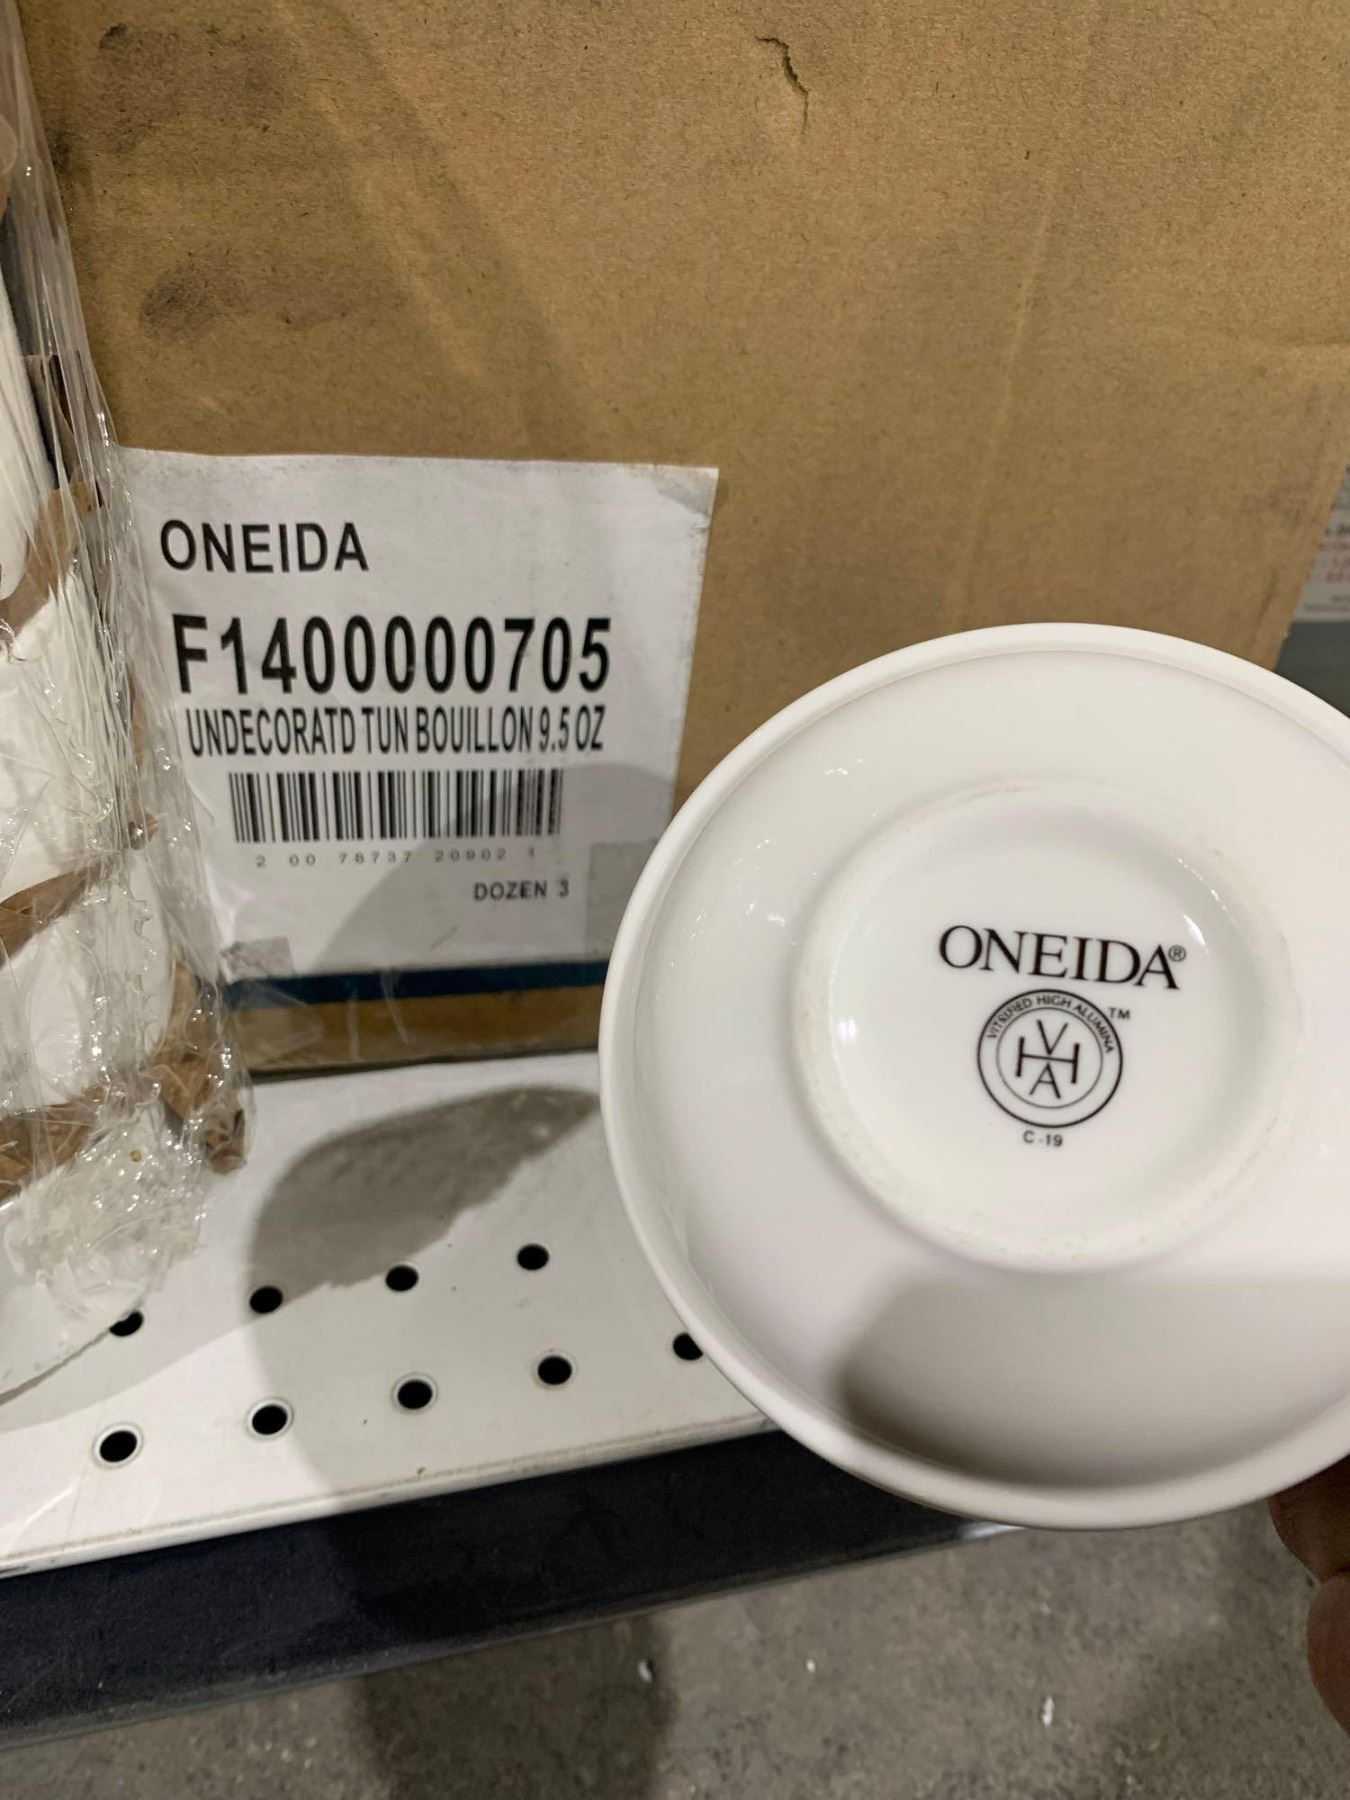 ONEIDA
F1400000705
UNDECORATD TUN BOUILLON 9.5 OZ
2 00 78737 20902 1
DOZEN 3
ONEIDA®
VITRIFIED HIGH ALUMINA ™
V
H H
A
C-19